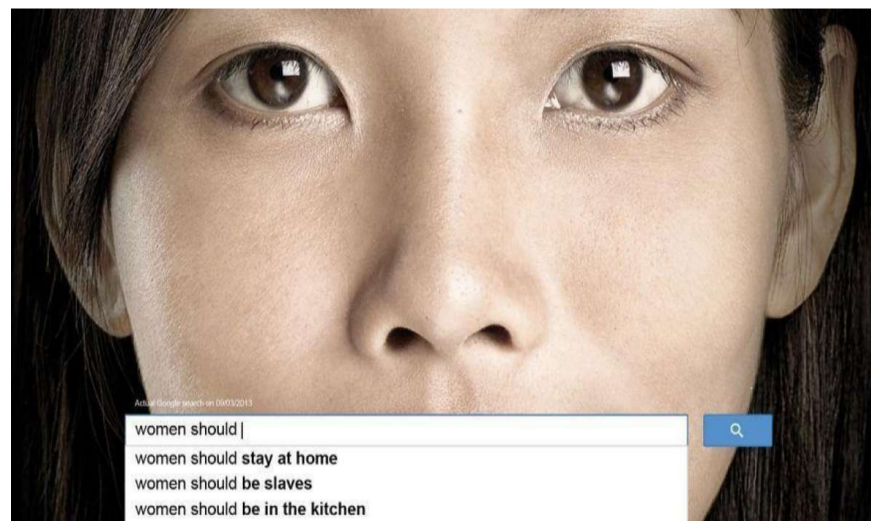 Actual Google search on 09/03/2013
women should
women should stay at home
women should be slaves
women should be in the kitchen